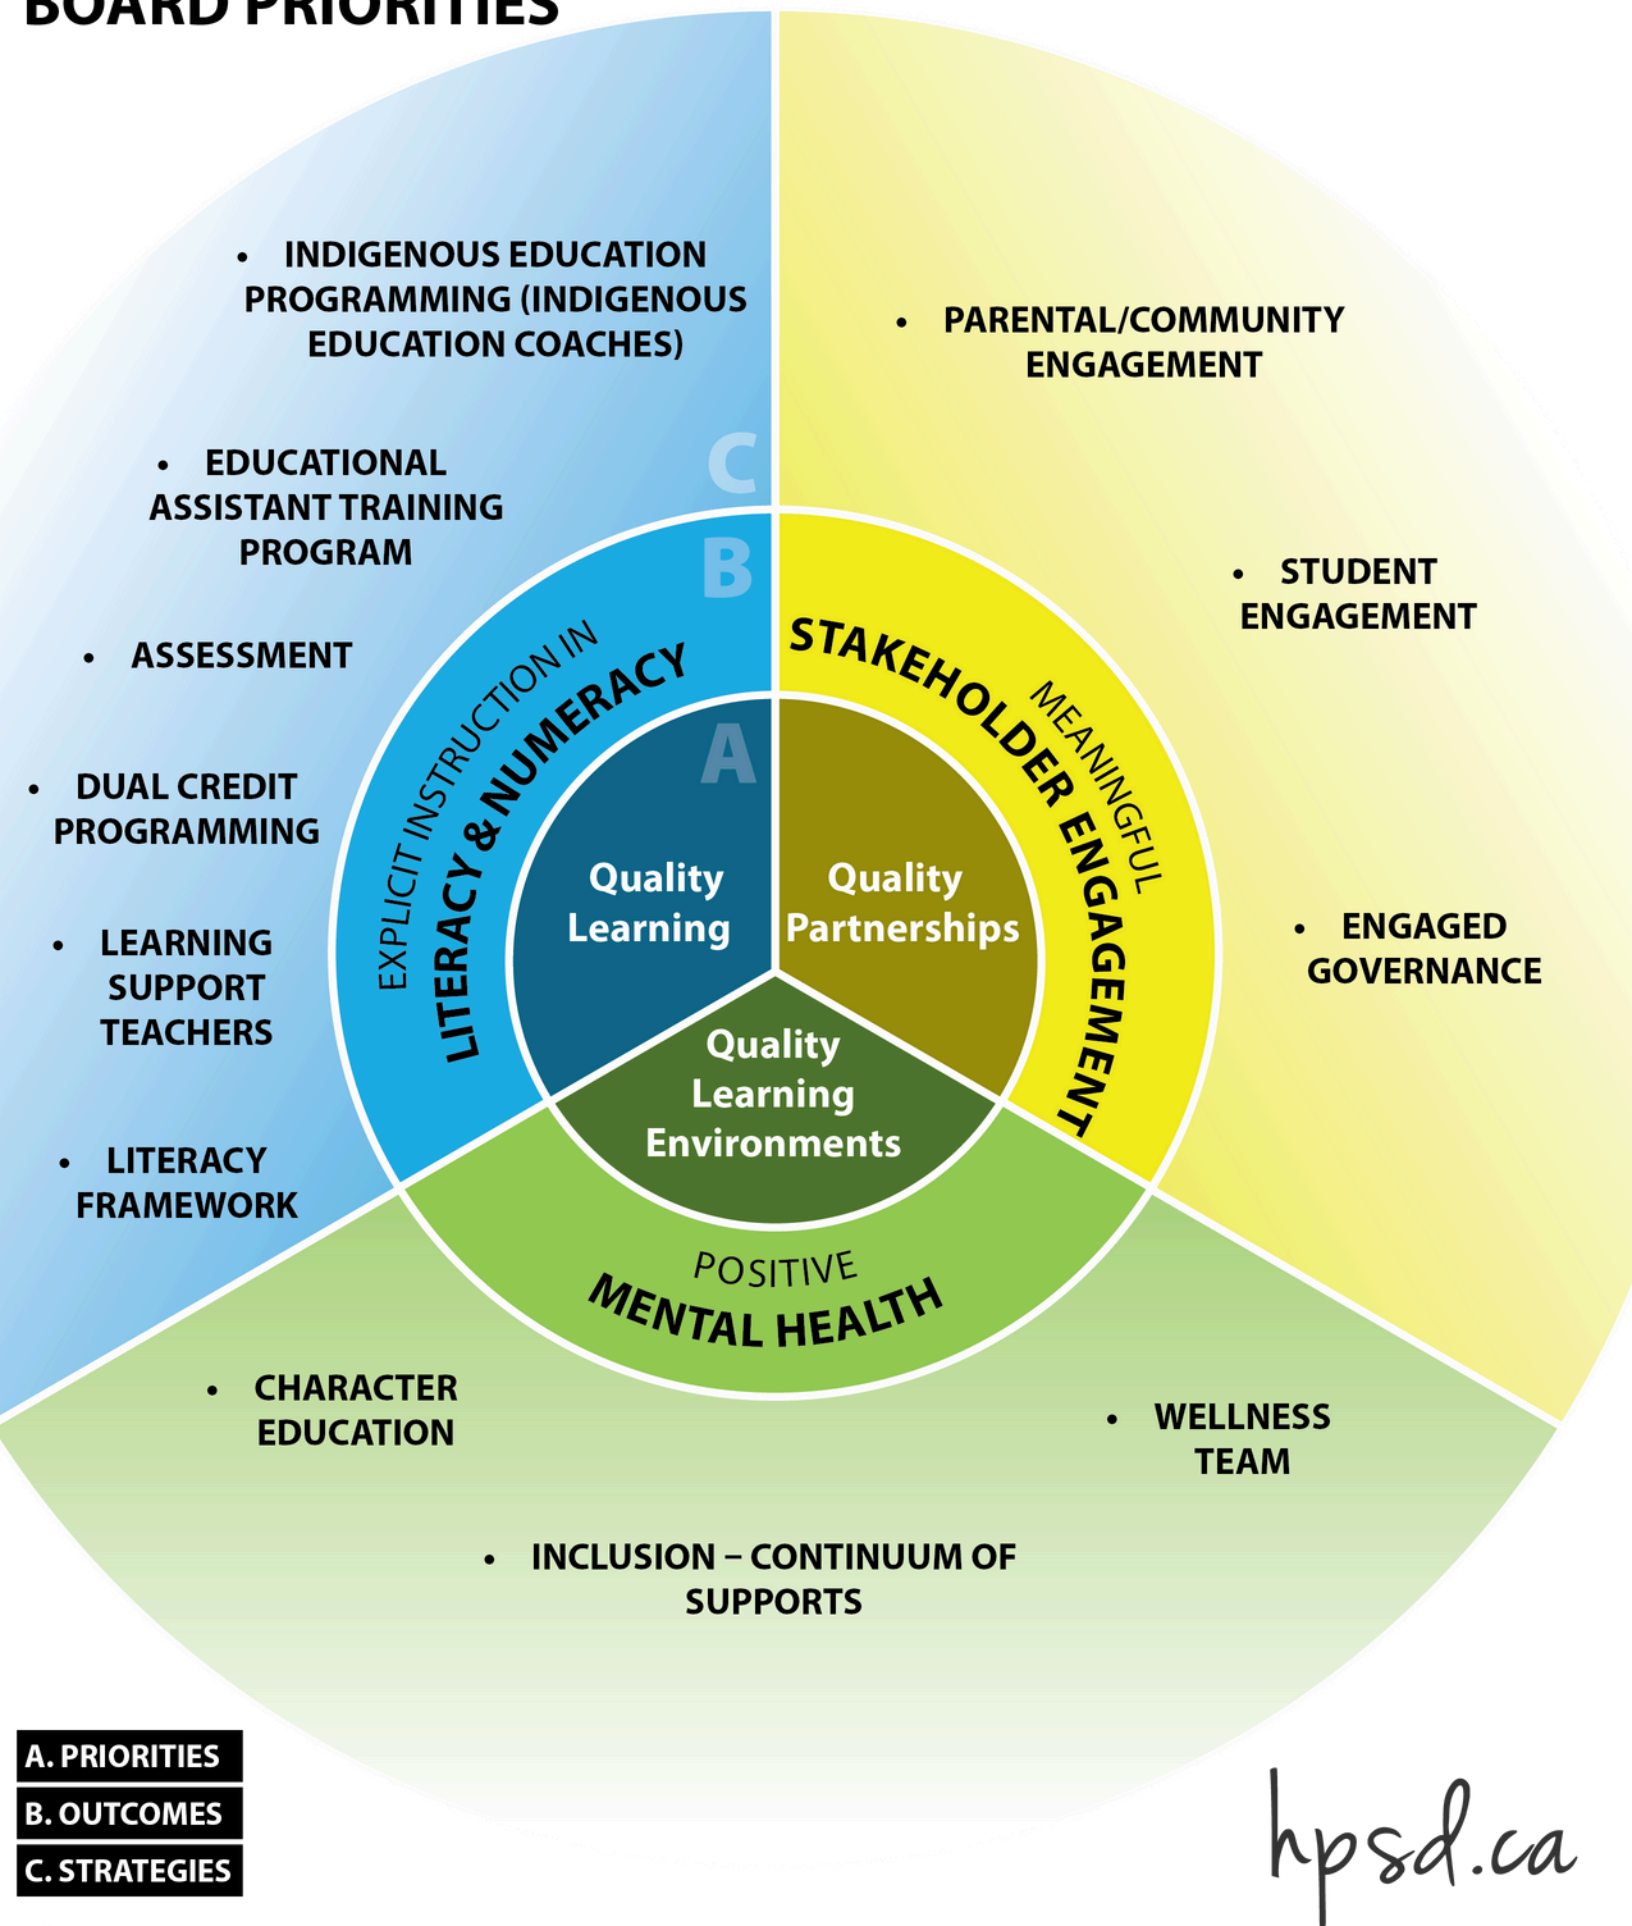 BOARD PRIORITIES
• INDIGENOUS EDUCATION
PROGRAMMING (INDIGENOUS
EDUCATION COACHES)
• EDUCATIONAL
ASSISTANT TRAINING
PROGRAM
• ASSESSMENT
• DUAL CREDIT
PROGRAMMING
• LEARNING
SUPPORT
TEACHERS
• LITERACY
FRAMEWORK
• PARENTAL/COMMUNITY
ENGAGEMENT
• STUDENT
ENGAGEMENT
• ENGAGED
GOVERNANCE
C
B
A
EXPLICIT INSTRUCTION IN
LITERACY & NUMERACY
MEANINGFUL
STAKEHOLDER ENGAGEMENT
Quality
Learning
Quality
Partnerships
Quality
Learning
Environments
POSITIVE
MENTAL HEALTH
• CHARACTER
EDUCATION
• WELLNESS
TEAM
• INCLUSION – CONTINUUM OF
SUPPORTS
A. PRIORITIES
B. OUTCOMES
C. STRATEGIES
hpsd.ca